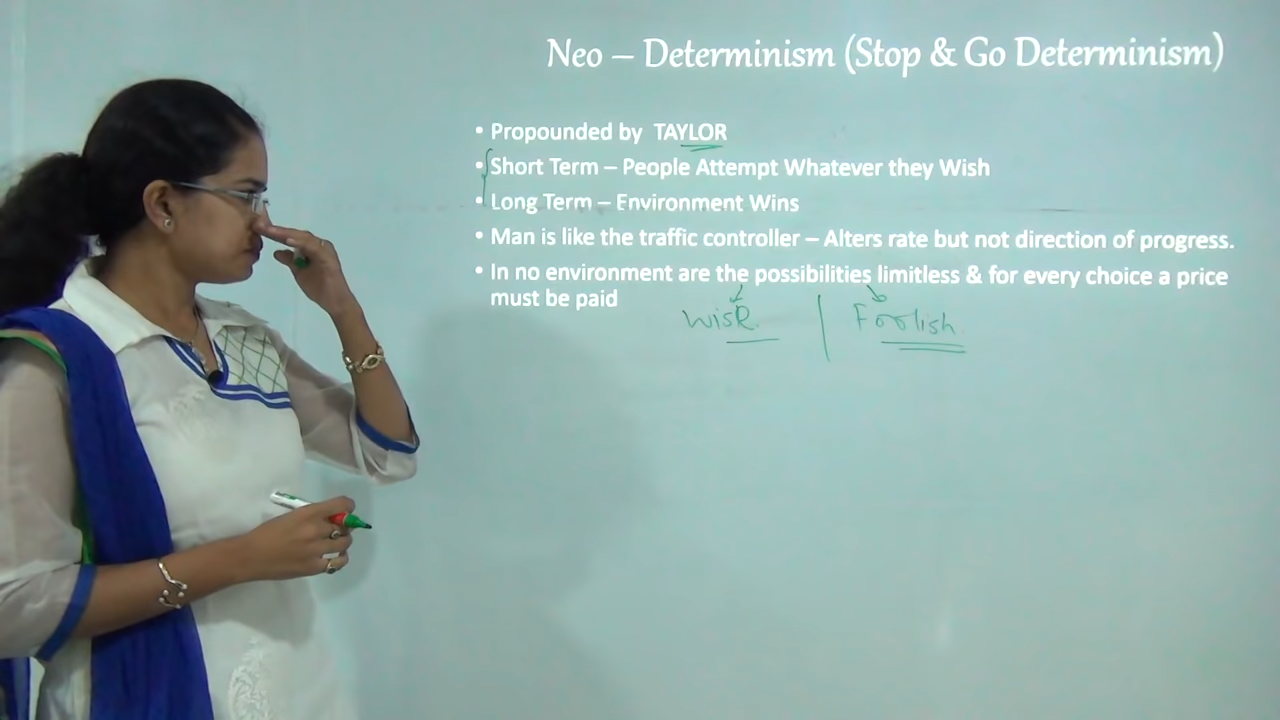 Neo – Determinism (Stop & Go Determinism)
• Propounded by TAYLOR
• Short Term – People Attempt Whatever they Wish
• Long Term – Environment Wins
• Man is like the traffic controller – Alters rate but not direction of progress.
• In no environment are the possibilities limitless & for every choice a price
must be paid
Wise | Foolish